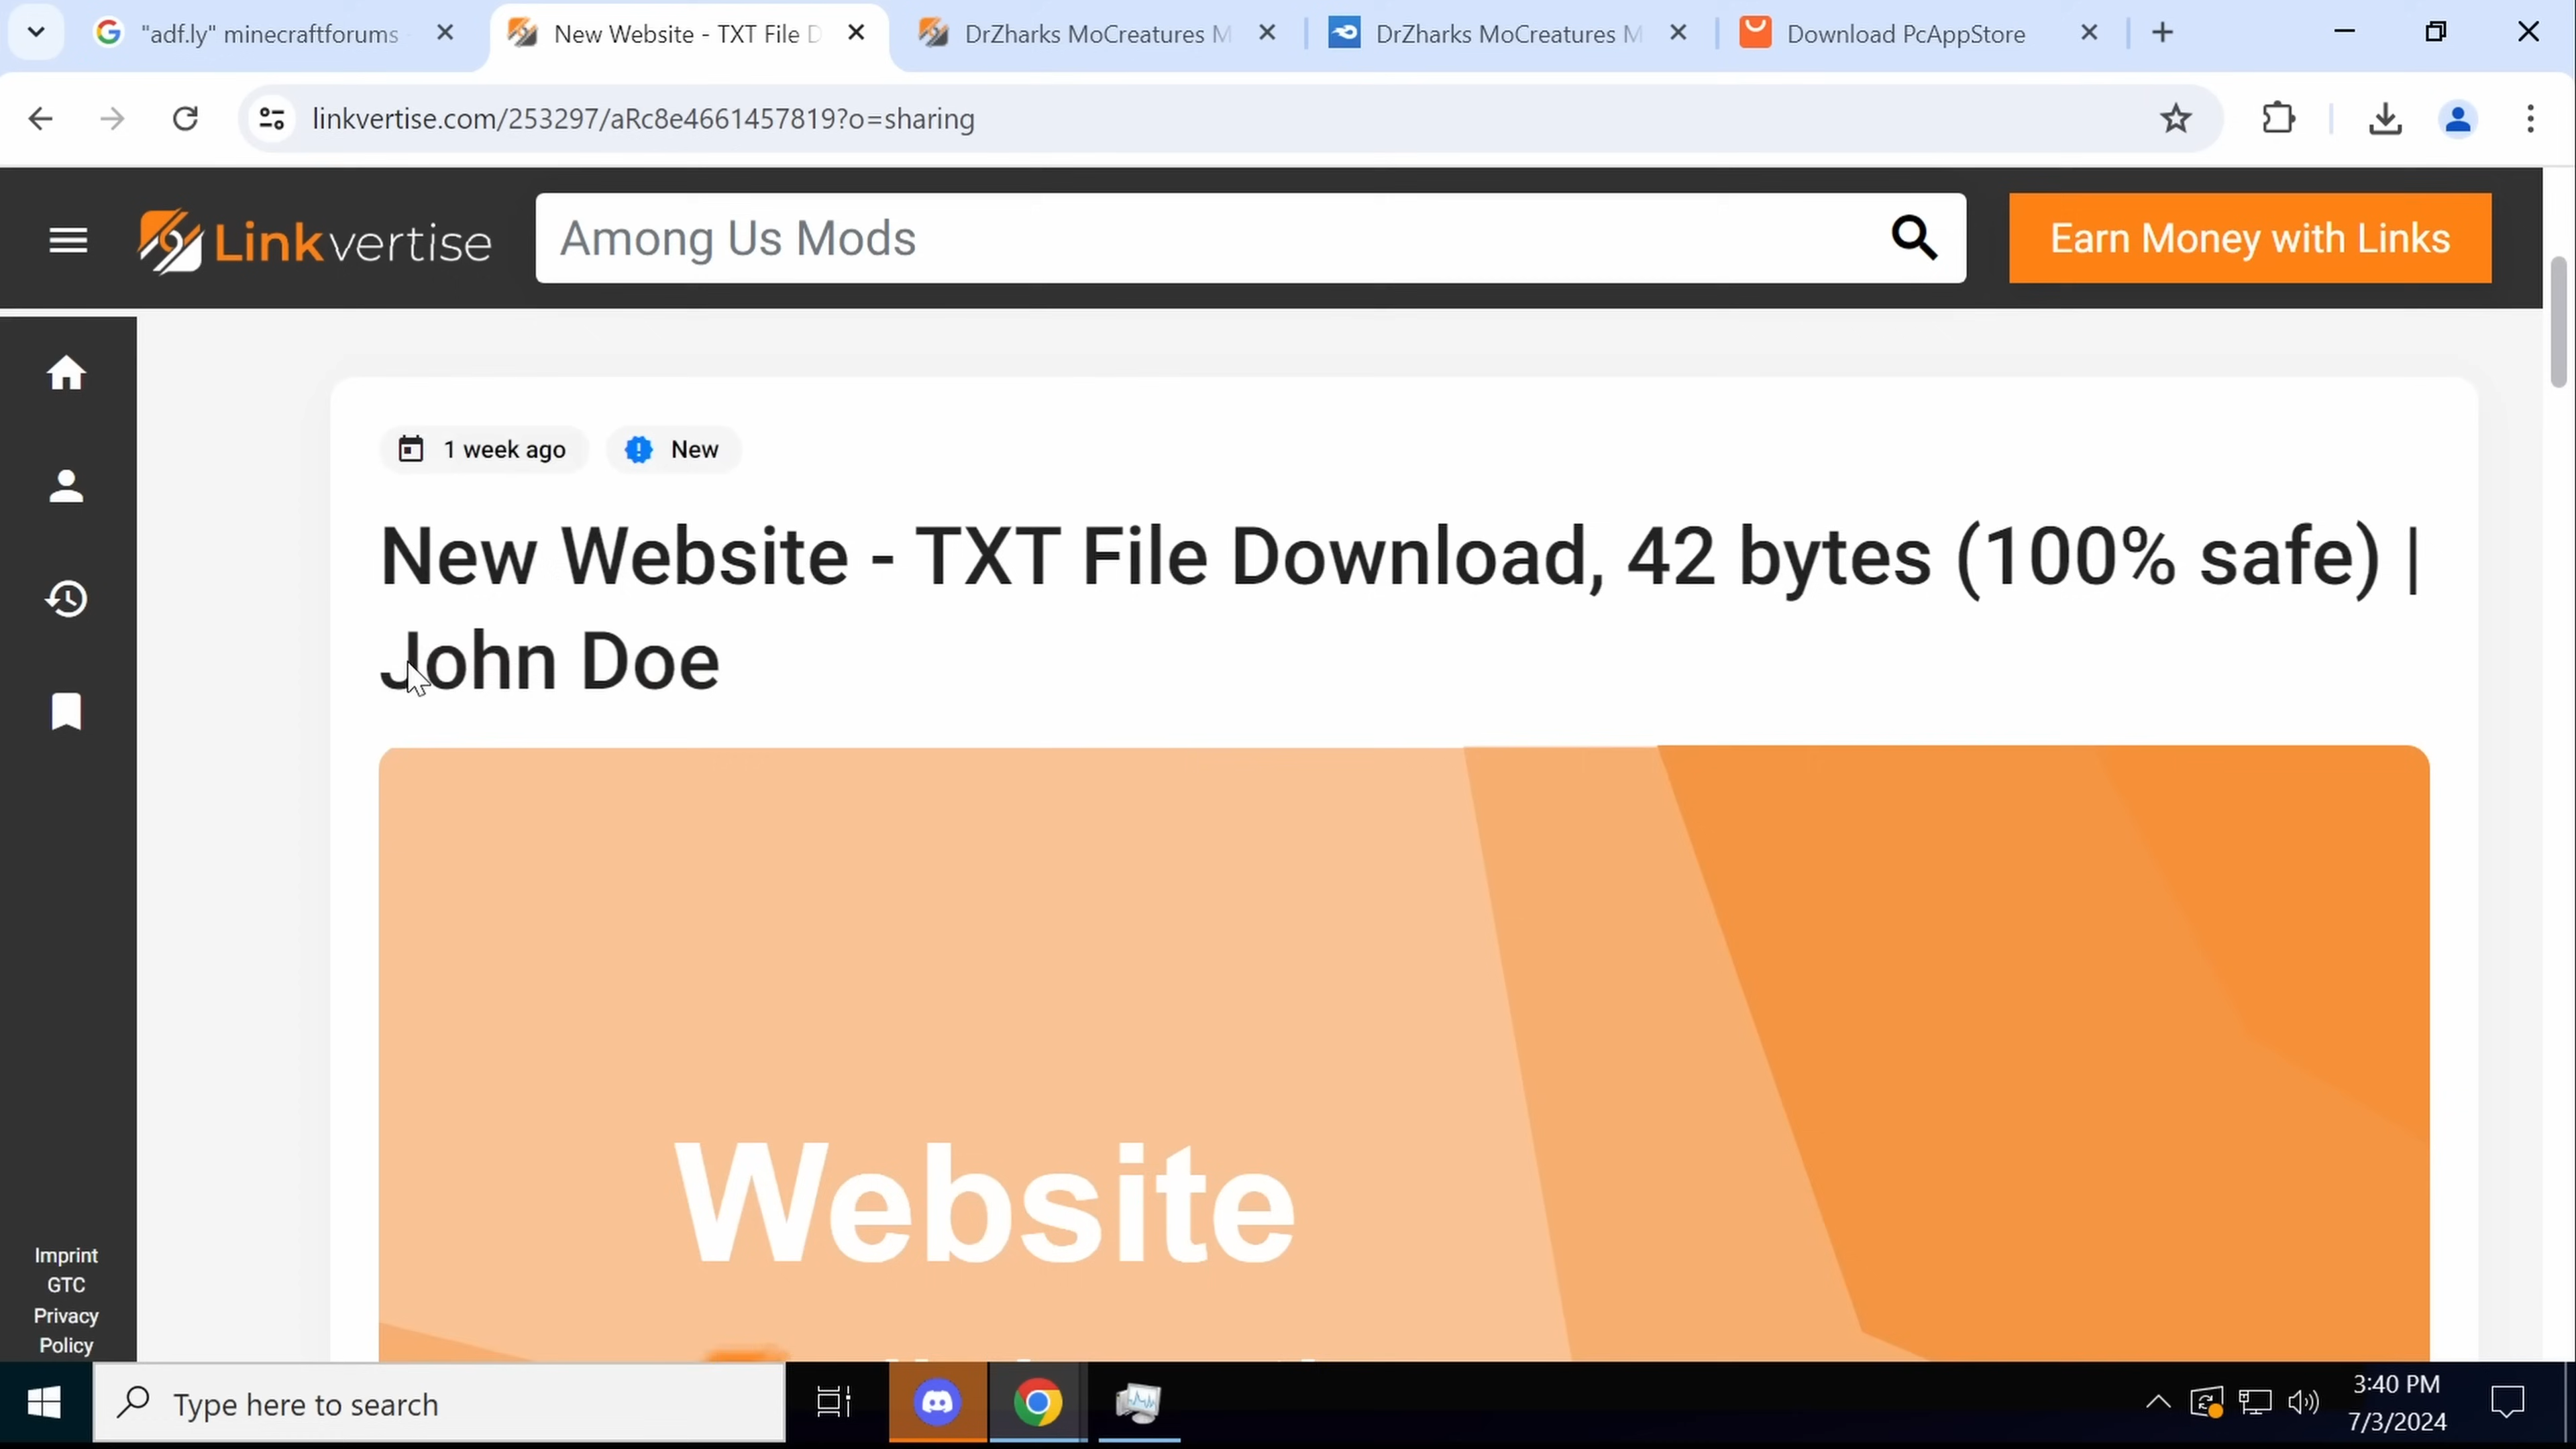 "adf.ly" minecraftforums
New Website - TXT File D
DrZharks MoCreatures M
DrZharks MoCreatures M
Download PcAppStore
linkvertise.com/253297/aRc8e4661457819?o=sharing
Linkvertise
Among Us Mods
Earn Money with Links
1 week ago
New
New Website - TXT File Download, 42 bytes (100% safe) |
John Doe
Website
Imprint
GTC
Privacy
Policy
Type here to search
3:40 PM
7/3/2024